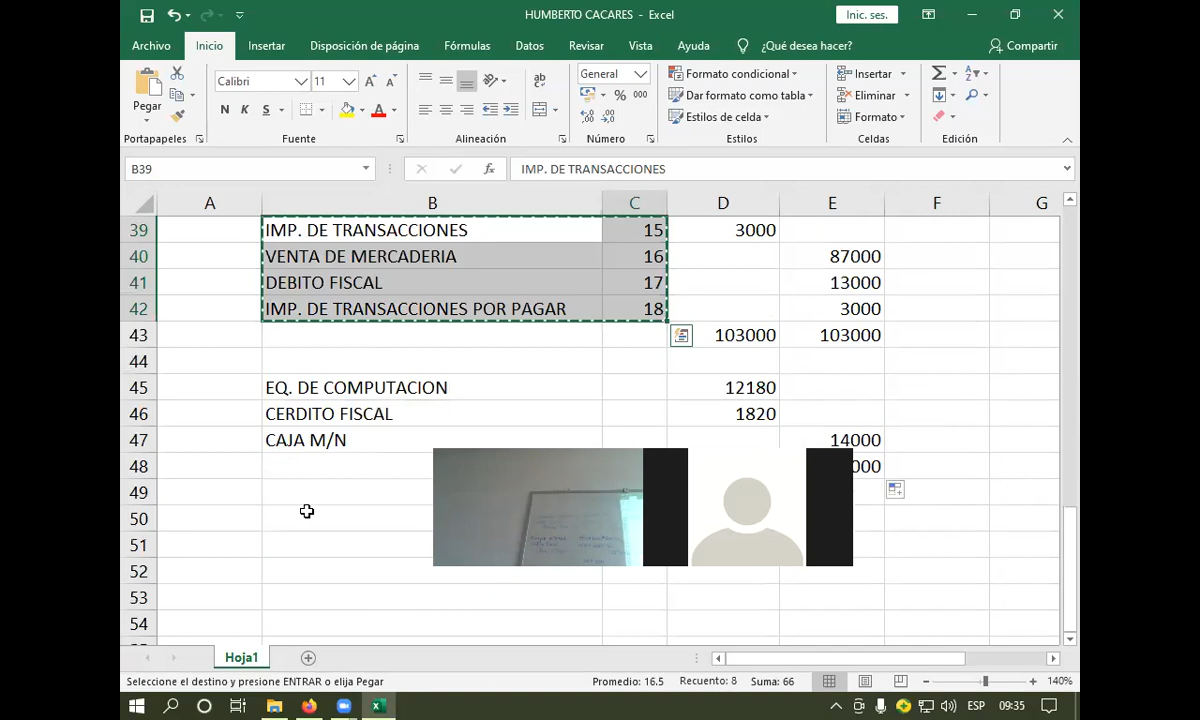 HUMBERTO CACARES - Excel
Inic. ses.
Archivo Inicio Insertar Disposición de página Fórmulas Datos Revisar Vista Ayuda ¿Qué desea hacer? Compartir
Pegar
Calibri 11
N K S
General
% 000
Formato condicional
Dar formato como tabla
Estilos de celda
Insertar
Eliminar
Formato
Portapapeles Fuente Alineación Número Estilos Celdas Edición
B39 fx IMP. DE TRANSACCIONES
A B C D E F G
39 IMP. DE TRANSACCIONES 15 3000
40 VENTA DE MERCADERIA 16 87000
41 DEBITO FISCAL 17 13000
42 IMP. DE TRANSACCIONES POR PAGAR 18 3000
43 103000 103000
44
45 EQ. DE COMPUTACION 12180
46 CERDITO FISCAL 1820
47 CAJA M/N 14000
48 000
49
50
51
52
53
54
Hoja1
Seleccione el destino y presione ENTRAR o elija Pegar Promedio: 16.5 Recuento: 8 Suma: 66 140%
ESP 09:35